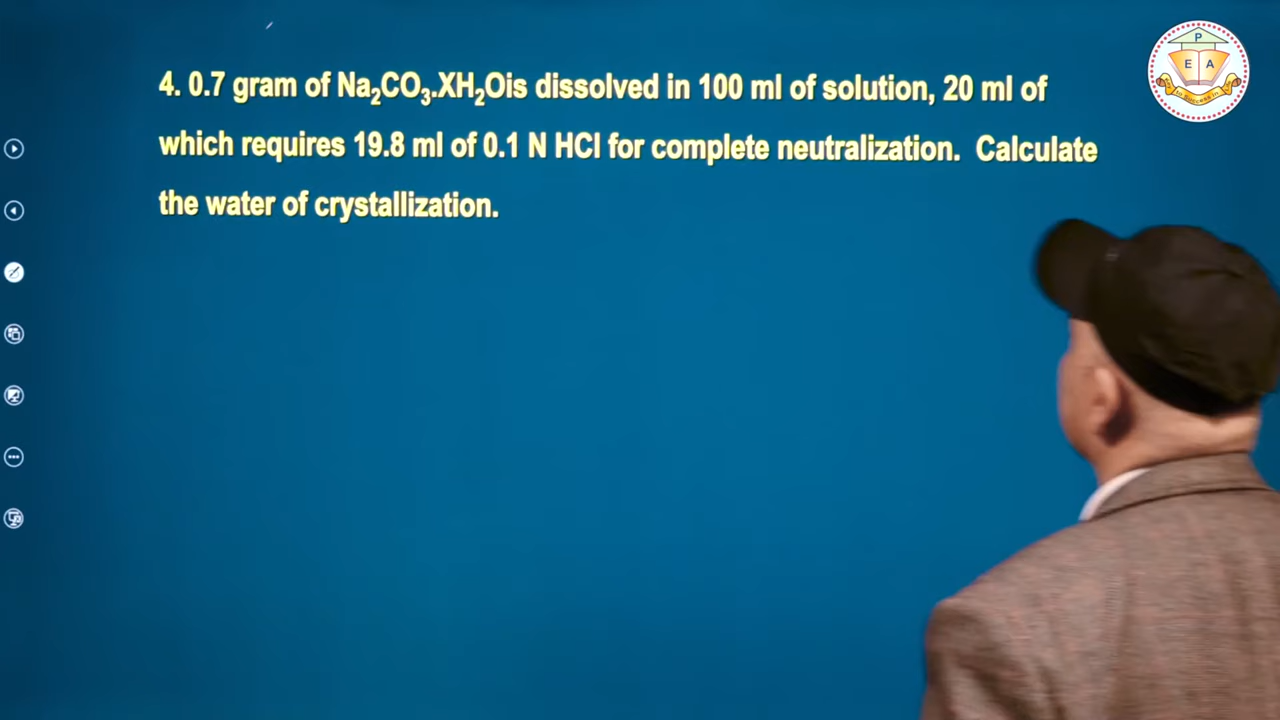 P
E A
4. 0.7 gram of Na₂CO₃.XH₂Ois dissolved in 100 ml of solution, 20 ml of
which requires 19.8 ml of 0.1 N HCl for complete neutralization. Calculate
the water of crystallization.